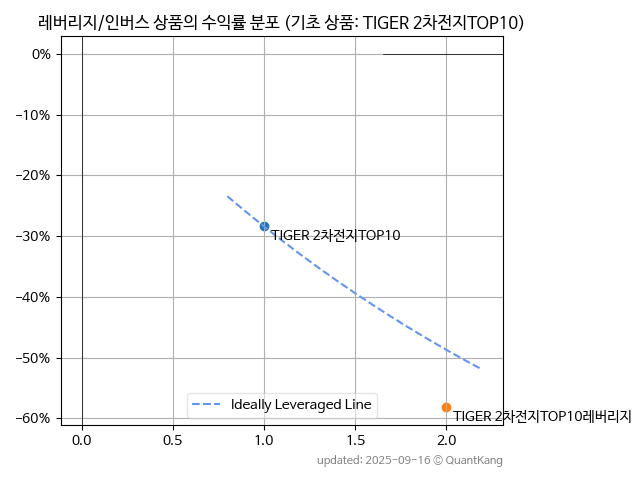 레버리지/인버스 상품의 수익률 분포 (기초 상품: TIGER 2차전지TOP10)
0%
-10%
-20%
-30%
-40%
-50%
-60%
TIGER 2차전지TOP10
Ideally Leveraged Line
TIGER 2차전지TOP10레버리지
0.0 0.5 1.0 1.5 2.0
updated: 2025-09-16 © QuantKang